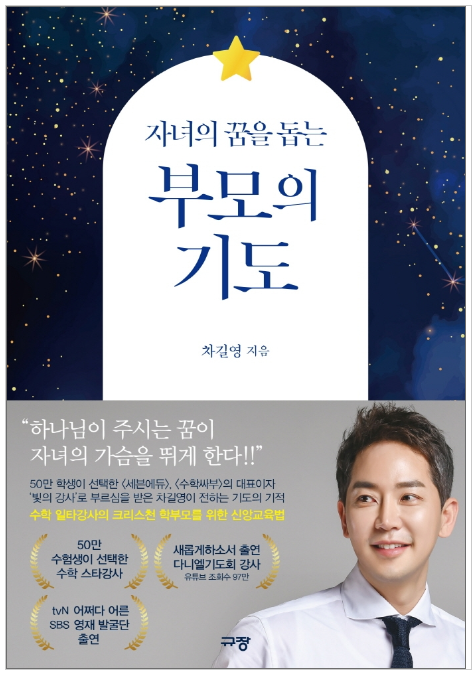 자녀의 꿈을 돕는
부모의
기도
차길영 지음
“하나님이 주시는 꿈이
자녀의 가슴을 뛰게 한다!!”
50만 학생이 선택한 〈세븐에듀〉, 〈수학싸부〉의 대표이자
‘빛의 강사’로 부르심을 받은 차길영이 전하는 기도의 기적
수학 일타강사의 크리스천 학부모를 위한 신앙교육법
50만
수험생이 선택한
수학 스타강사
새롭게하소서 출연
다니엘기도회 강사
유튜브 조회수 97만
tvN 어쩌다 어른
SBS 영재 발굴단
출연
규장